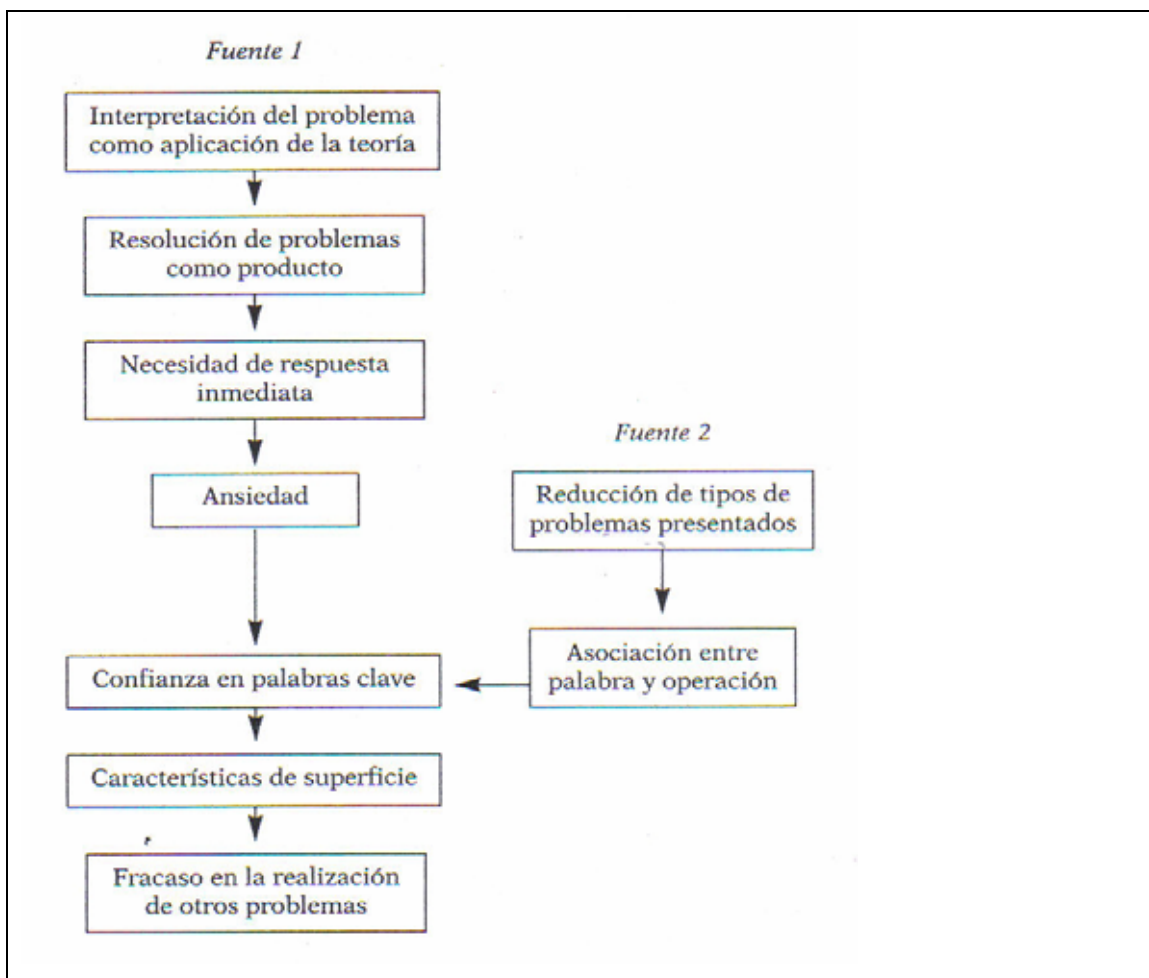 Fuente 1
Interpretación del problema
como aplicación de la teoría
Resolución de problemas
como producto
Necesidad de respuesta
inmediata
Ansiedad
Fuente 2
Reducción de tipos de
problemas presentados
Asociación entre
palabra y operación
Confianza en palabras clave
Características de superficie
Fracaso en la realización
de otros problemas